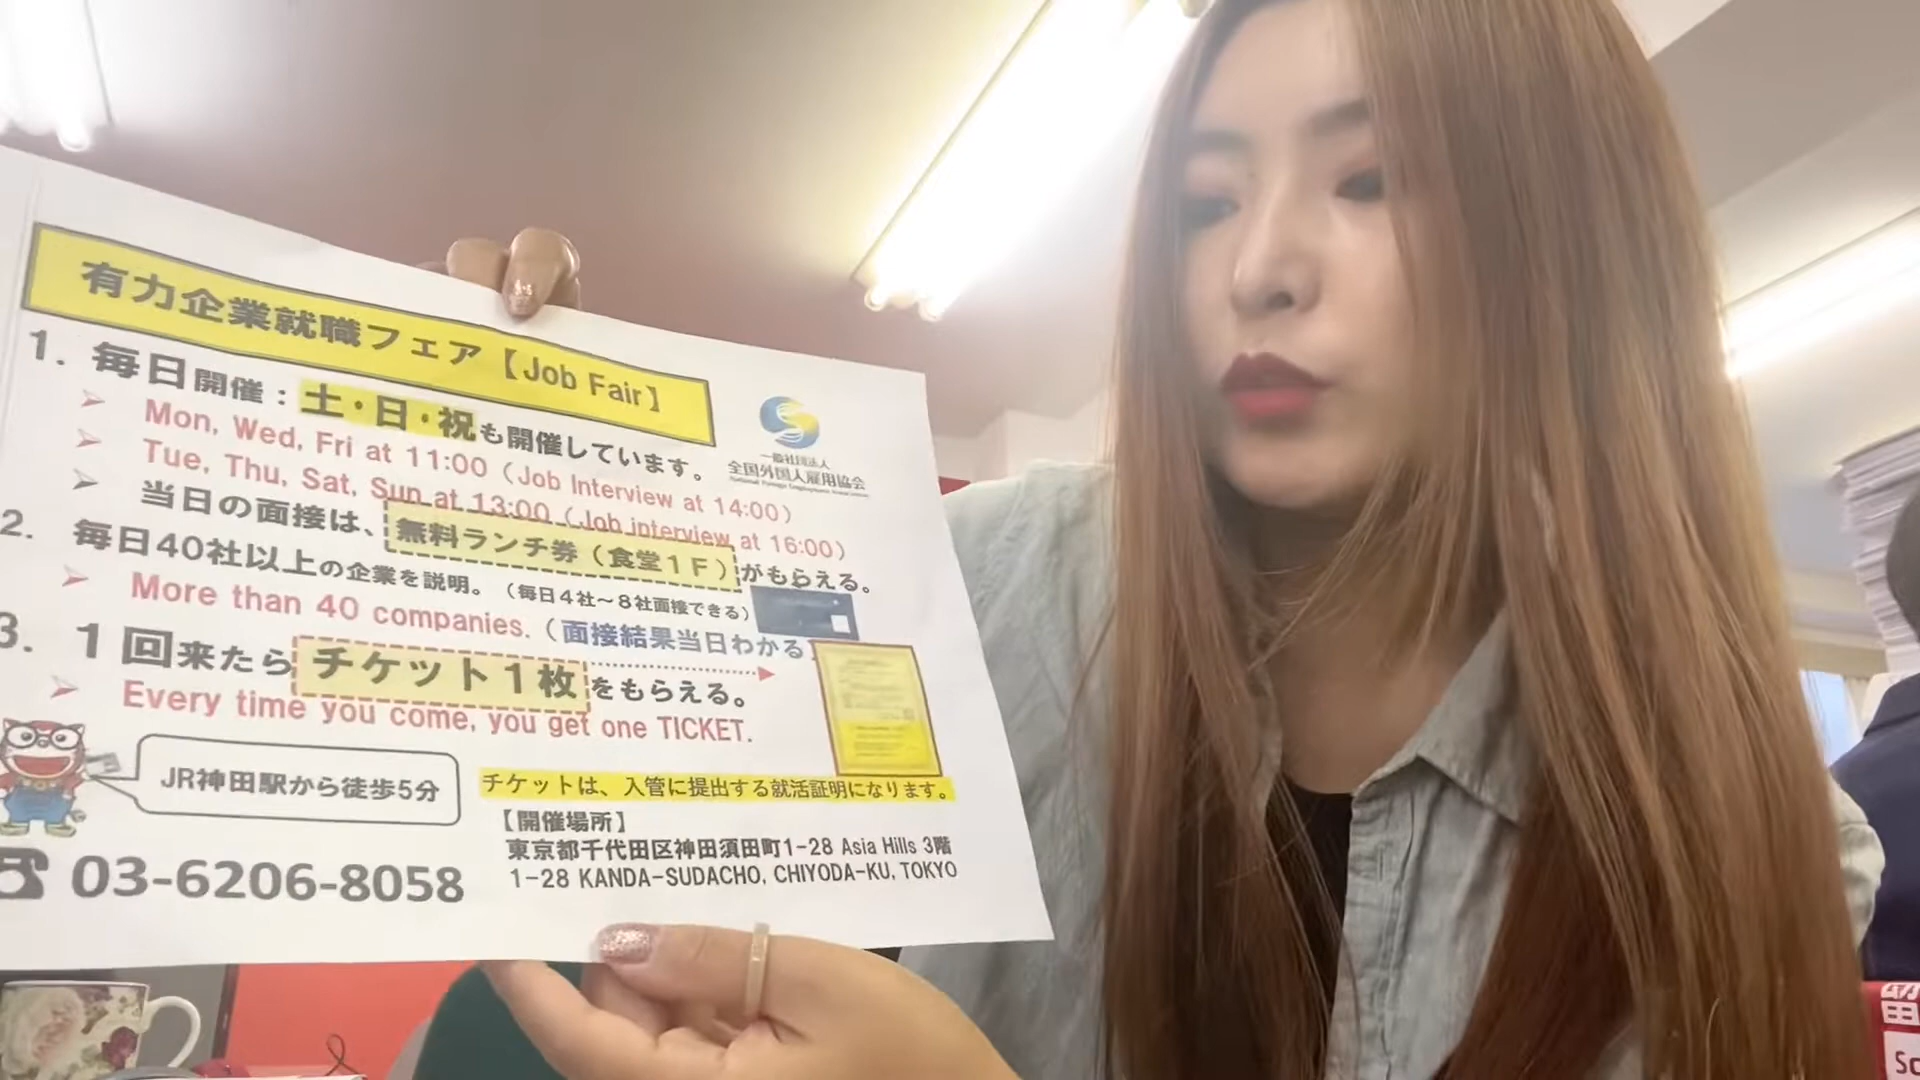 有力企業就職フェア【Job Fair】
1. 毎日開催：土・日・祝も開催しています。
➢ Mon, Wed, Fri at 11:00（Job Interview at 14:00）
➢ Tue, Thu, Sat, Sun at 13:00（Job interview at 16:00）
➢ 当日の面接は、無料ランチ券（食堂１Ｆ）がもらえる。
2. 毎日40社以上の企業を説明。（毎日４社～８社面接できる）
➢ More than 40 companies.（面接結果当日わかる）
3. １回来たらチケット１枚をもらえる。
➢ Every time you come, you get one TICKET.
一般社団法人
全国外国人雇用協会
JR神田駅から徒歩5分
チケットは、入管に提出する就活証明になります。
【開催場所】
東京都千代田区神田須田町1-28 Asia Hills 3階
1-28 KANDA-SUDACHO, CHIYODA-KU, TOKYO
☎ 03-6206-8058
留